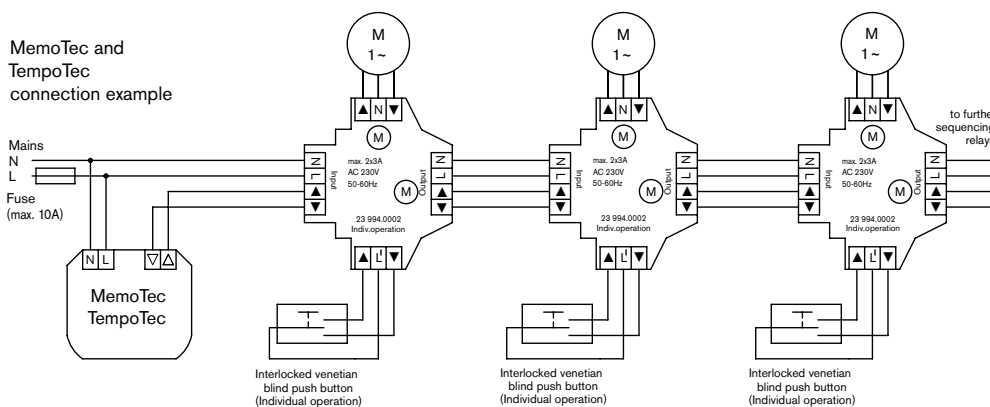 MemoTec and
TempoTec
connection example
Mains
N
L
Fuse
(max. 10A)
N L ▽ △
MemoTec
TempoTec
M
1~
▲ N ▼
M
N
L
▲
▼
Input
max. 2x3A
AC 230V
50-60Hz
M
Output
N
L
▲
▼
23 994.0002
Indiv.operation
▲ L' ▼
Interlocked venetian
blind push button
(Individual operation)
M
1~
▲ N ▼
M
N
L
▲
▼
Input
max. 2x3A
AC 230V
50-60Hz
M
Output
N
L
▲
▼
23 994.0002
Indiv.operation
▲ L' ▼
Interlocked venetian
blind push button
(Individual operation)
M
1~
▲ N ▼
M
N
L
▲
▼
Input
max. 2x3A
AC 230V
50-60Hz
M
Output
N
L
▲
▼
23 994.0002
Indiv.operation
▲ L' ▼
Interlocked venetian
blind push button
(Individual operation)
to further
sequencing
relay